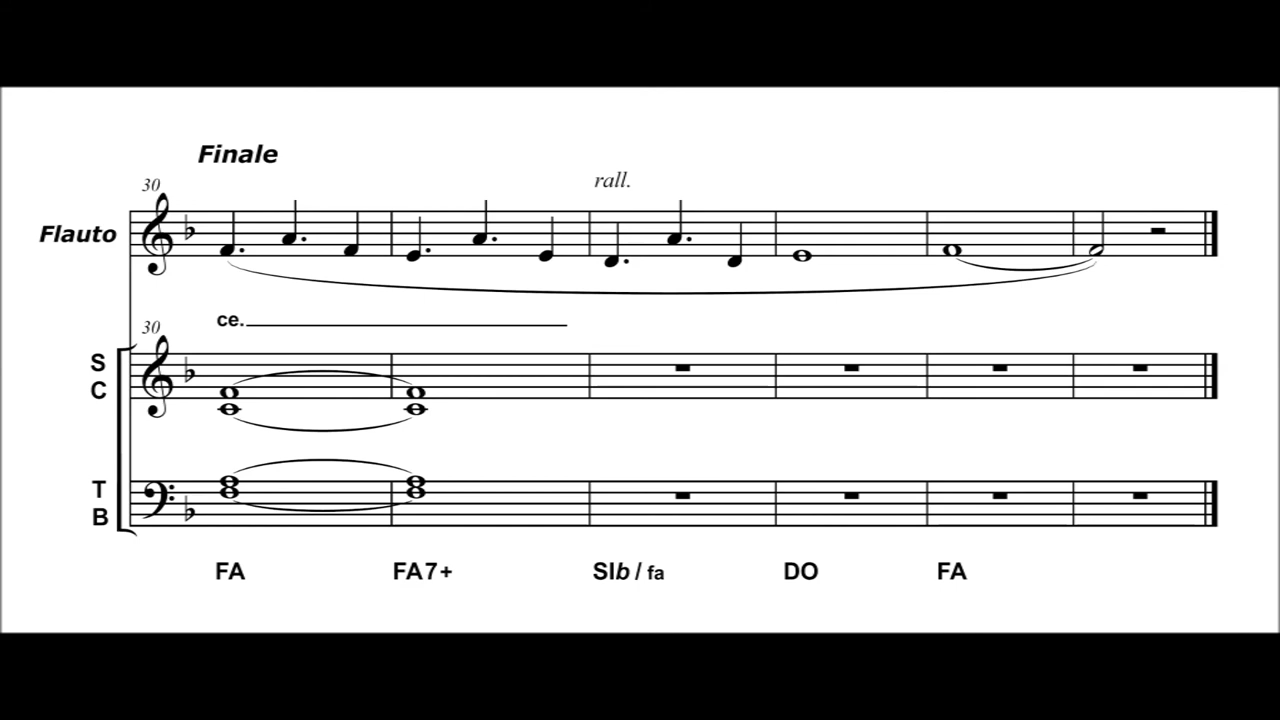 Finale
30
rall.
Flauto
ce.
30
S
C
T
B
FA FA7+ SIb / fa DO FA